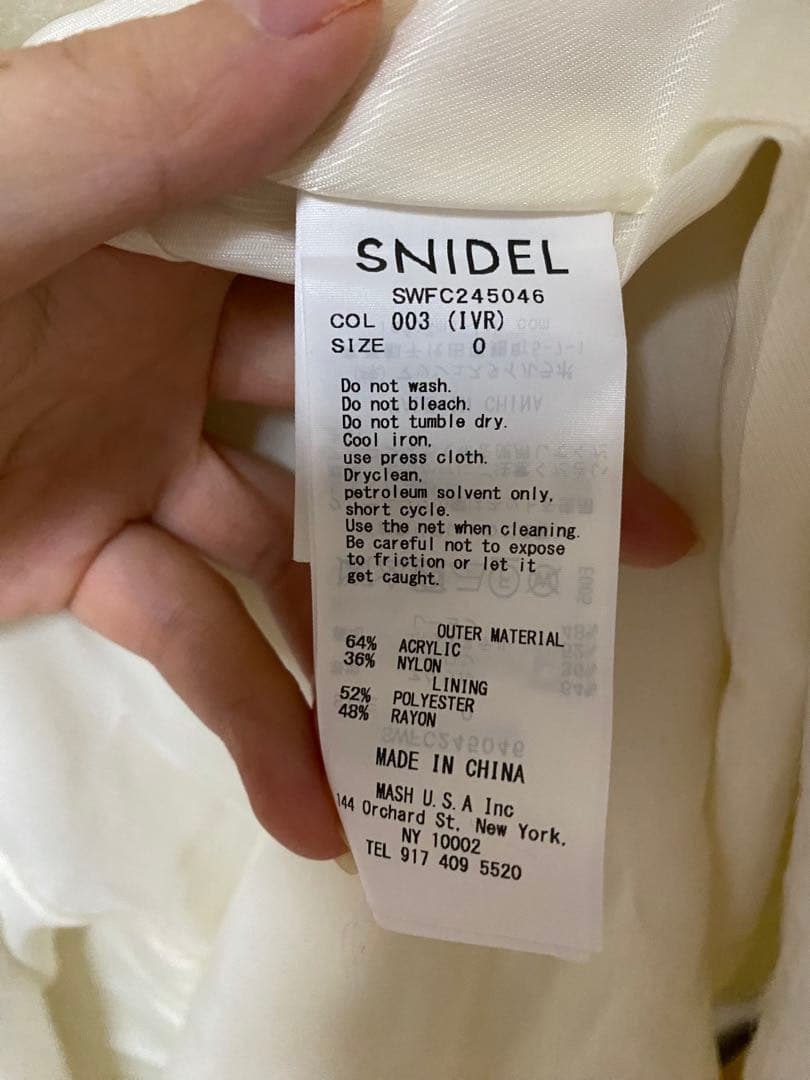 SNIDEL
SWFC245046
COL 003 (IVR)
SIZE 0
Do not wash.
Do not bleach.
Do not tumble dry.
Cool iron,
use press cloth.
Dryclean,
petroleum solvent only,
short cycle.
Use the net when cleaning.
Be careful not to expose
to friction or let it
get caught.
OUTER MATERIAL
64% ACRYLIC
36% NYLON
LINING
52% POLYESTER
48% RAYON
MADE IN CHINA
MASH U.S.A Inc
144 Orchard St, New York,
NY 10002
TEL 917 409 5520